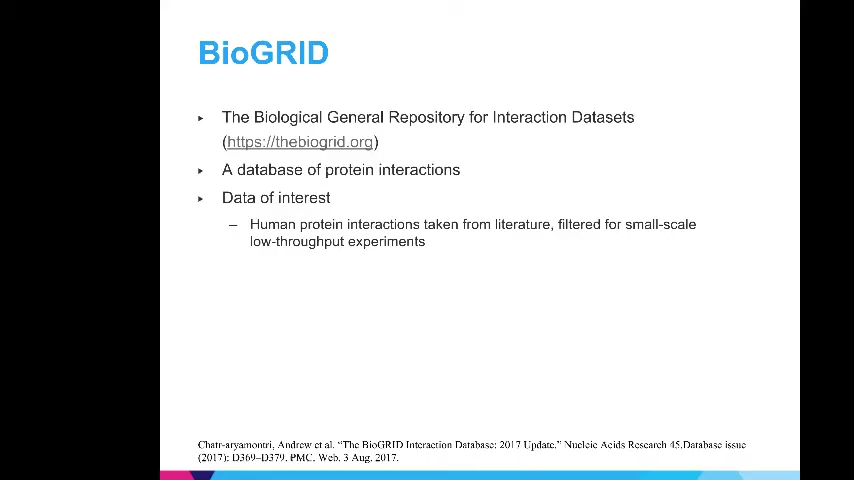 BioGRID
▸ The Biological General Repository for Interaction Datasets
(https://thebiogrid.org)
▸ A database of protein interactions
▸ Data of interest
– Human protein interactions taken from literature, filtered for small-scale
low-throughput experiments
Chatr-aryamontri, Andrew et al. “The BioGRID Interaction Database: 2017 Update.” Nucleic Acids Research 45.Database issue
(2017): D369–D379. PMC. Web. 3 Aug. 2017.